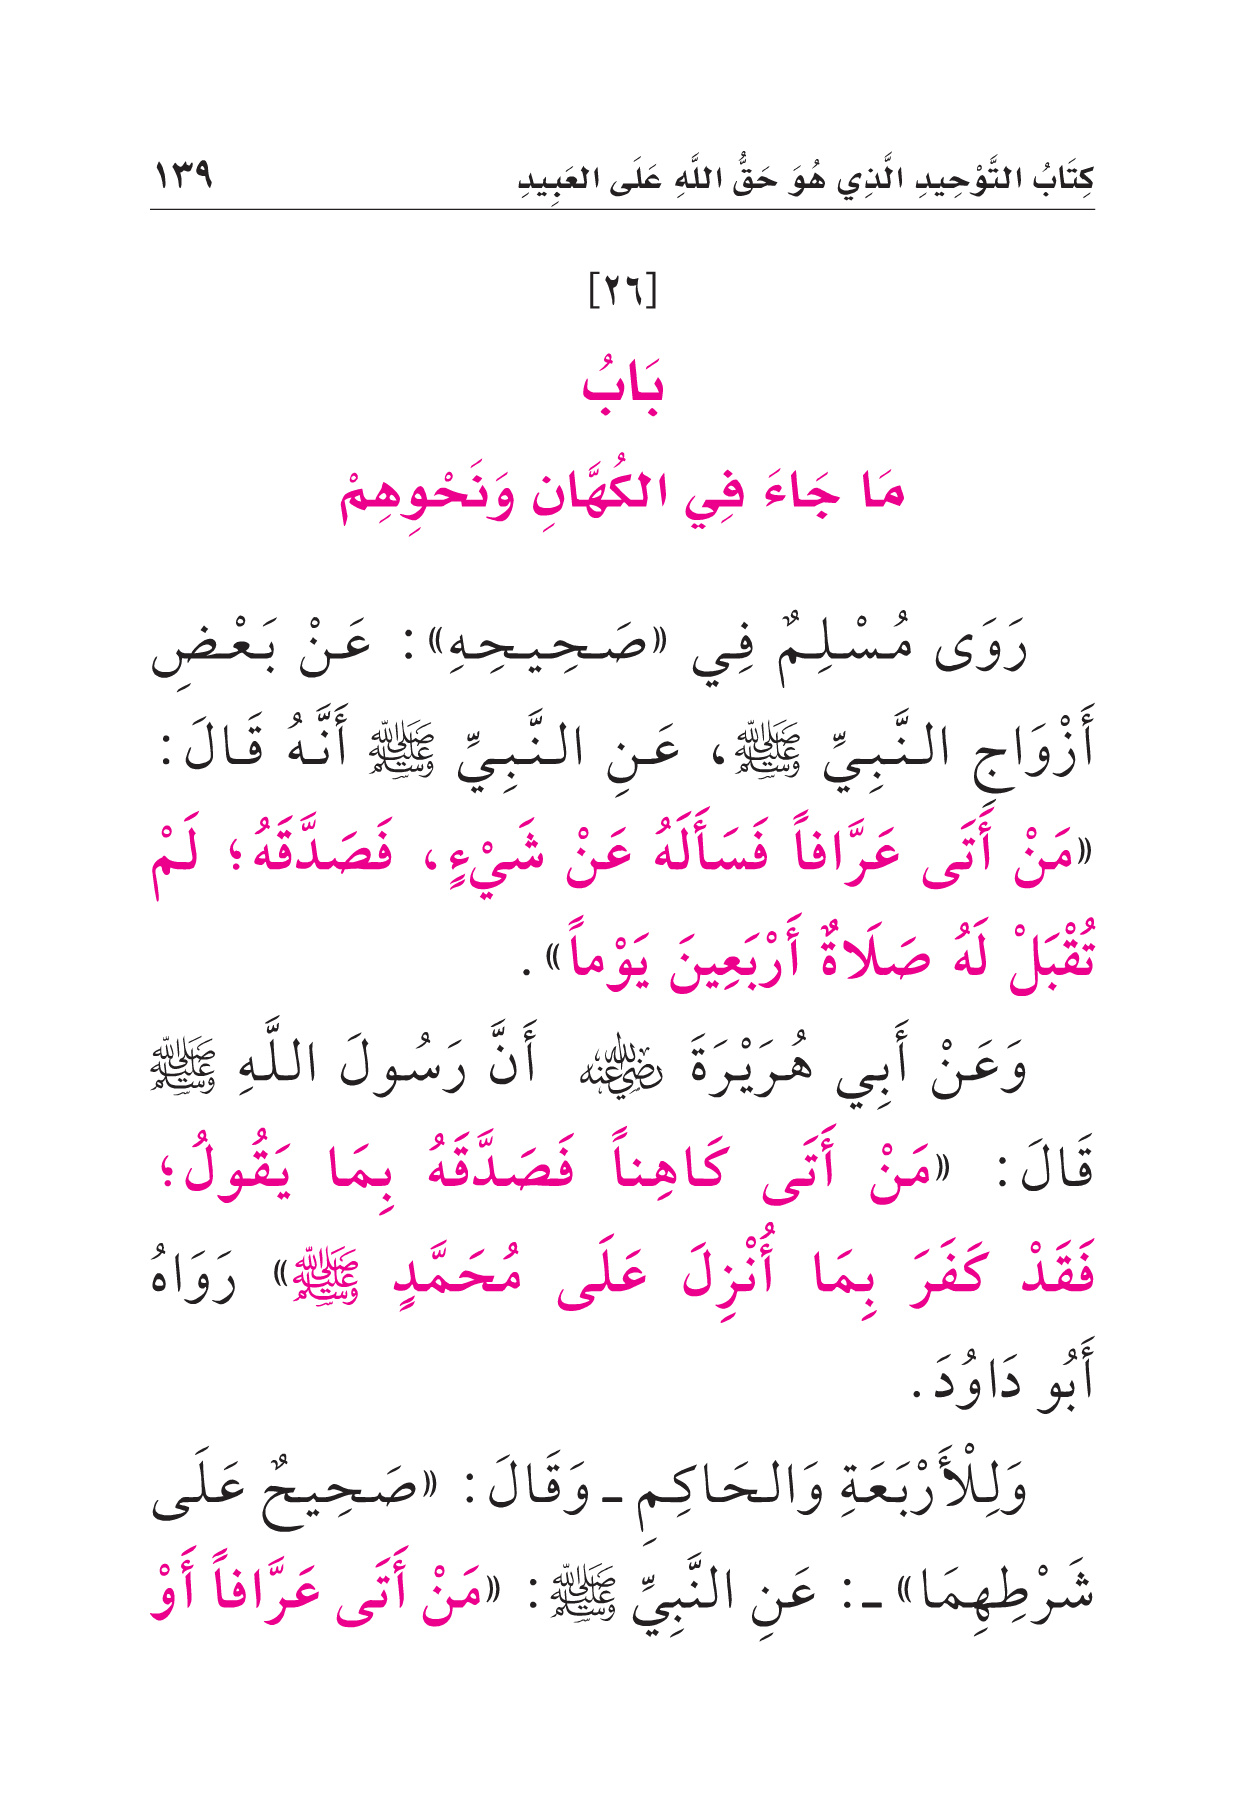 كِتَابُ التَّوْحِيدِ الَّذِي هُوَ حَقُّ اللَّهِ عَلَى العَبِيدِ ١٣٩
[٢٦]
بَابُ
مَا جَاءَ فِي الكُهَّانِ وَنَحْوِهِمْ
رَوَى مُسْلِمٌ فِي «صَحِيحِهِ»: عَنْ بَعْضِ
أَزْوَاجِ النَّبِيِّ ﷺ، عَنِ النَّبِيِّ ﷺ أَنَّهُ قَالَ:
«مَنْ أَتَى عَرَّافاً فَسَأَلَهُ عَنْ شَيْءٍ، فَصَدَّقَهُ؛ لَمْ
تُقْبَلْ لَهُ صَلَاةٌ أَرْبَعِينَ يَوْماً».
وَعَنْ أَبِي هُرَيْرَةَ رضي الله عنه أَنَّ رَسُولَ اللَّهِ ﷺ
قَالَ: «مَنْ أَتَى كَاهِناً فَصَدَّقَهُ بِمَا يَقُولُ؛
فَقَدْ كَفَرَ بِمَا أُنْزِلَ عَلَى مُحَمَّدٍ ﷺ» رَوَاهُ
أَبُو دَاوُدَ.
وَلِلْأَرْبَعَةِ وَالحَاكِمِ ـ وَقَالَ: «صَحِيحٌ عَلَى
شَرْطِهِمَا» ـ: عَنِ النَّبِيِّ ﷺ: «مَنْ أَتَى عَرَّافاً أَوْ